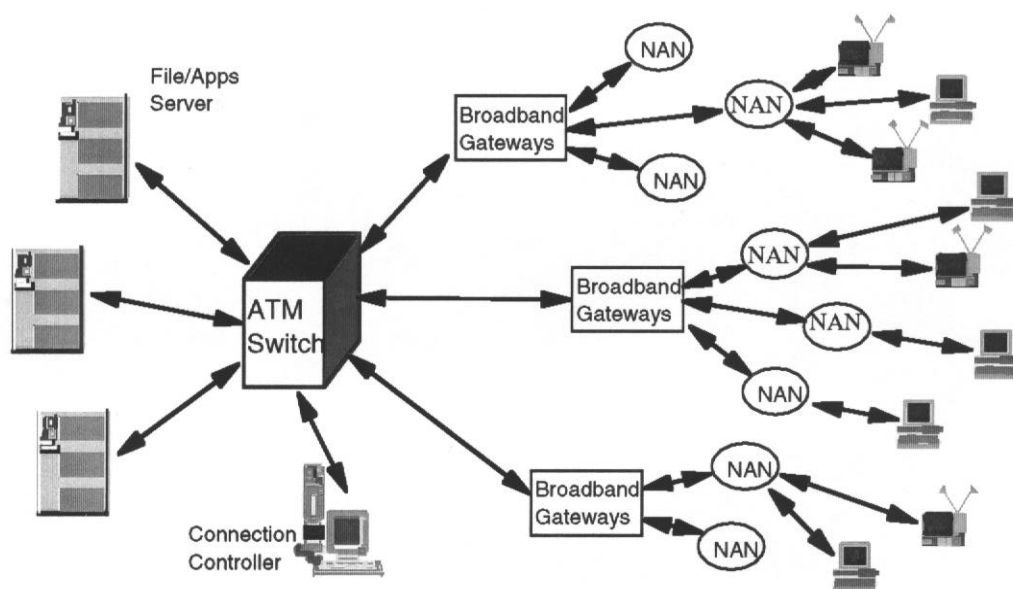 File/Apps
Server
NAN
Broadband
Gateways
NAN
NAN
ATM
Switch
NAN
Broadband
Gateways
NAN
NAN
Connection
Controller
Broadband
Gateways
NAN
NAN